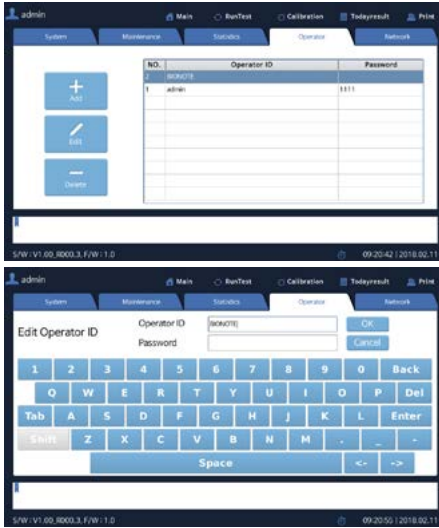 admin Main RunTest Calibration Todayresult Print
System Maintenance Statistics Operator Network
NO. Operator ID Password
2 BIONOTE
1 admin 1111
Add
Edit
Delete
S/W : V1.00_R000.3, F/W : 1.0 09:20:42 | 2018.02.11
admin Main RunTest Calibration Todayresult Print
System Maintenance Statistics Operator Network
Edit Operator ID
Operator ID BIONOTE OK
Password Cancel
1 2 3 4 5 6 7 8 9 0 Back
Q W E R T Y U I O P Del
Tab A S D F G H J K L Enter
Shift Z X C V B N M . _ -
Space <- ->
S/W : V1.00_R000.3, F/W : 1.0 09:20:55 | 2018.02.11